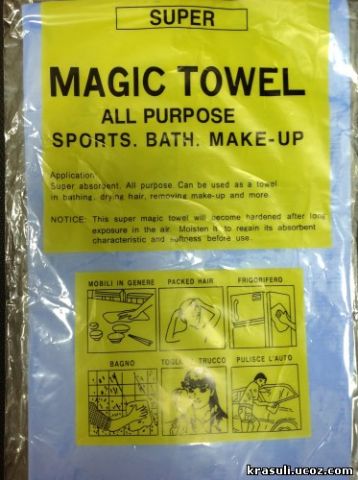 SUPER
MAGIC TOWEL
ALL PURPOSE
SPORTS. BATH. MAKE-UP
Application:
Super absorbent. All purpose. Can be used as a towel
in bathing, drying hair, removing make-up and more.
NOTICE: This super magic towel will become hardened after long
exposure in the air. Moisten it to regain its absorbent
characteristic and softness before use.
MOBILI IN GENERE PACKED HAIR FRIGORIFERO
BAGNO TRUCCO PULISCE L'AUTO
krasuli.ucoz.com